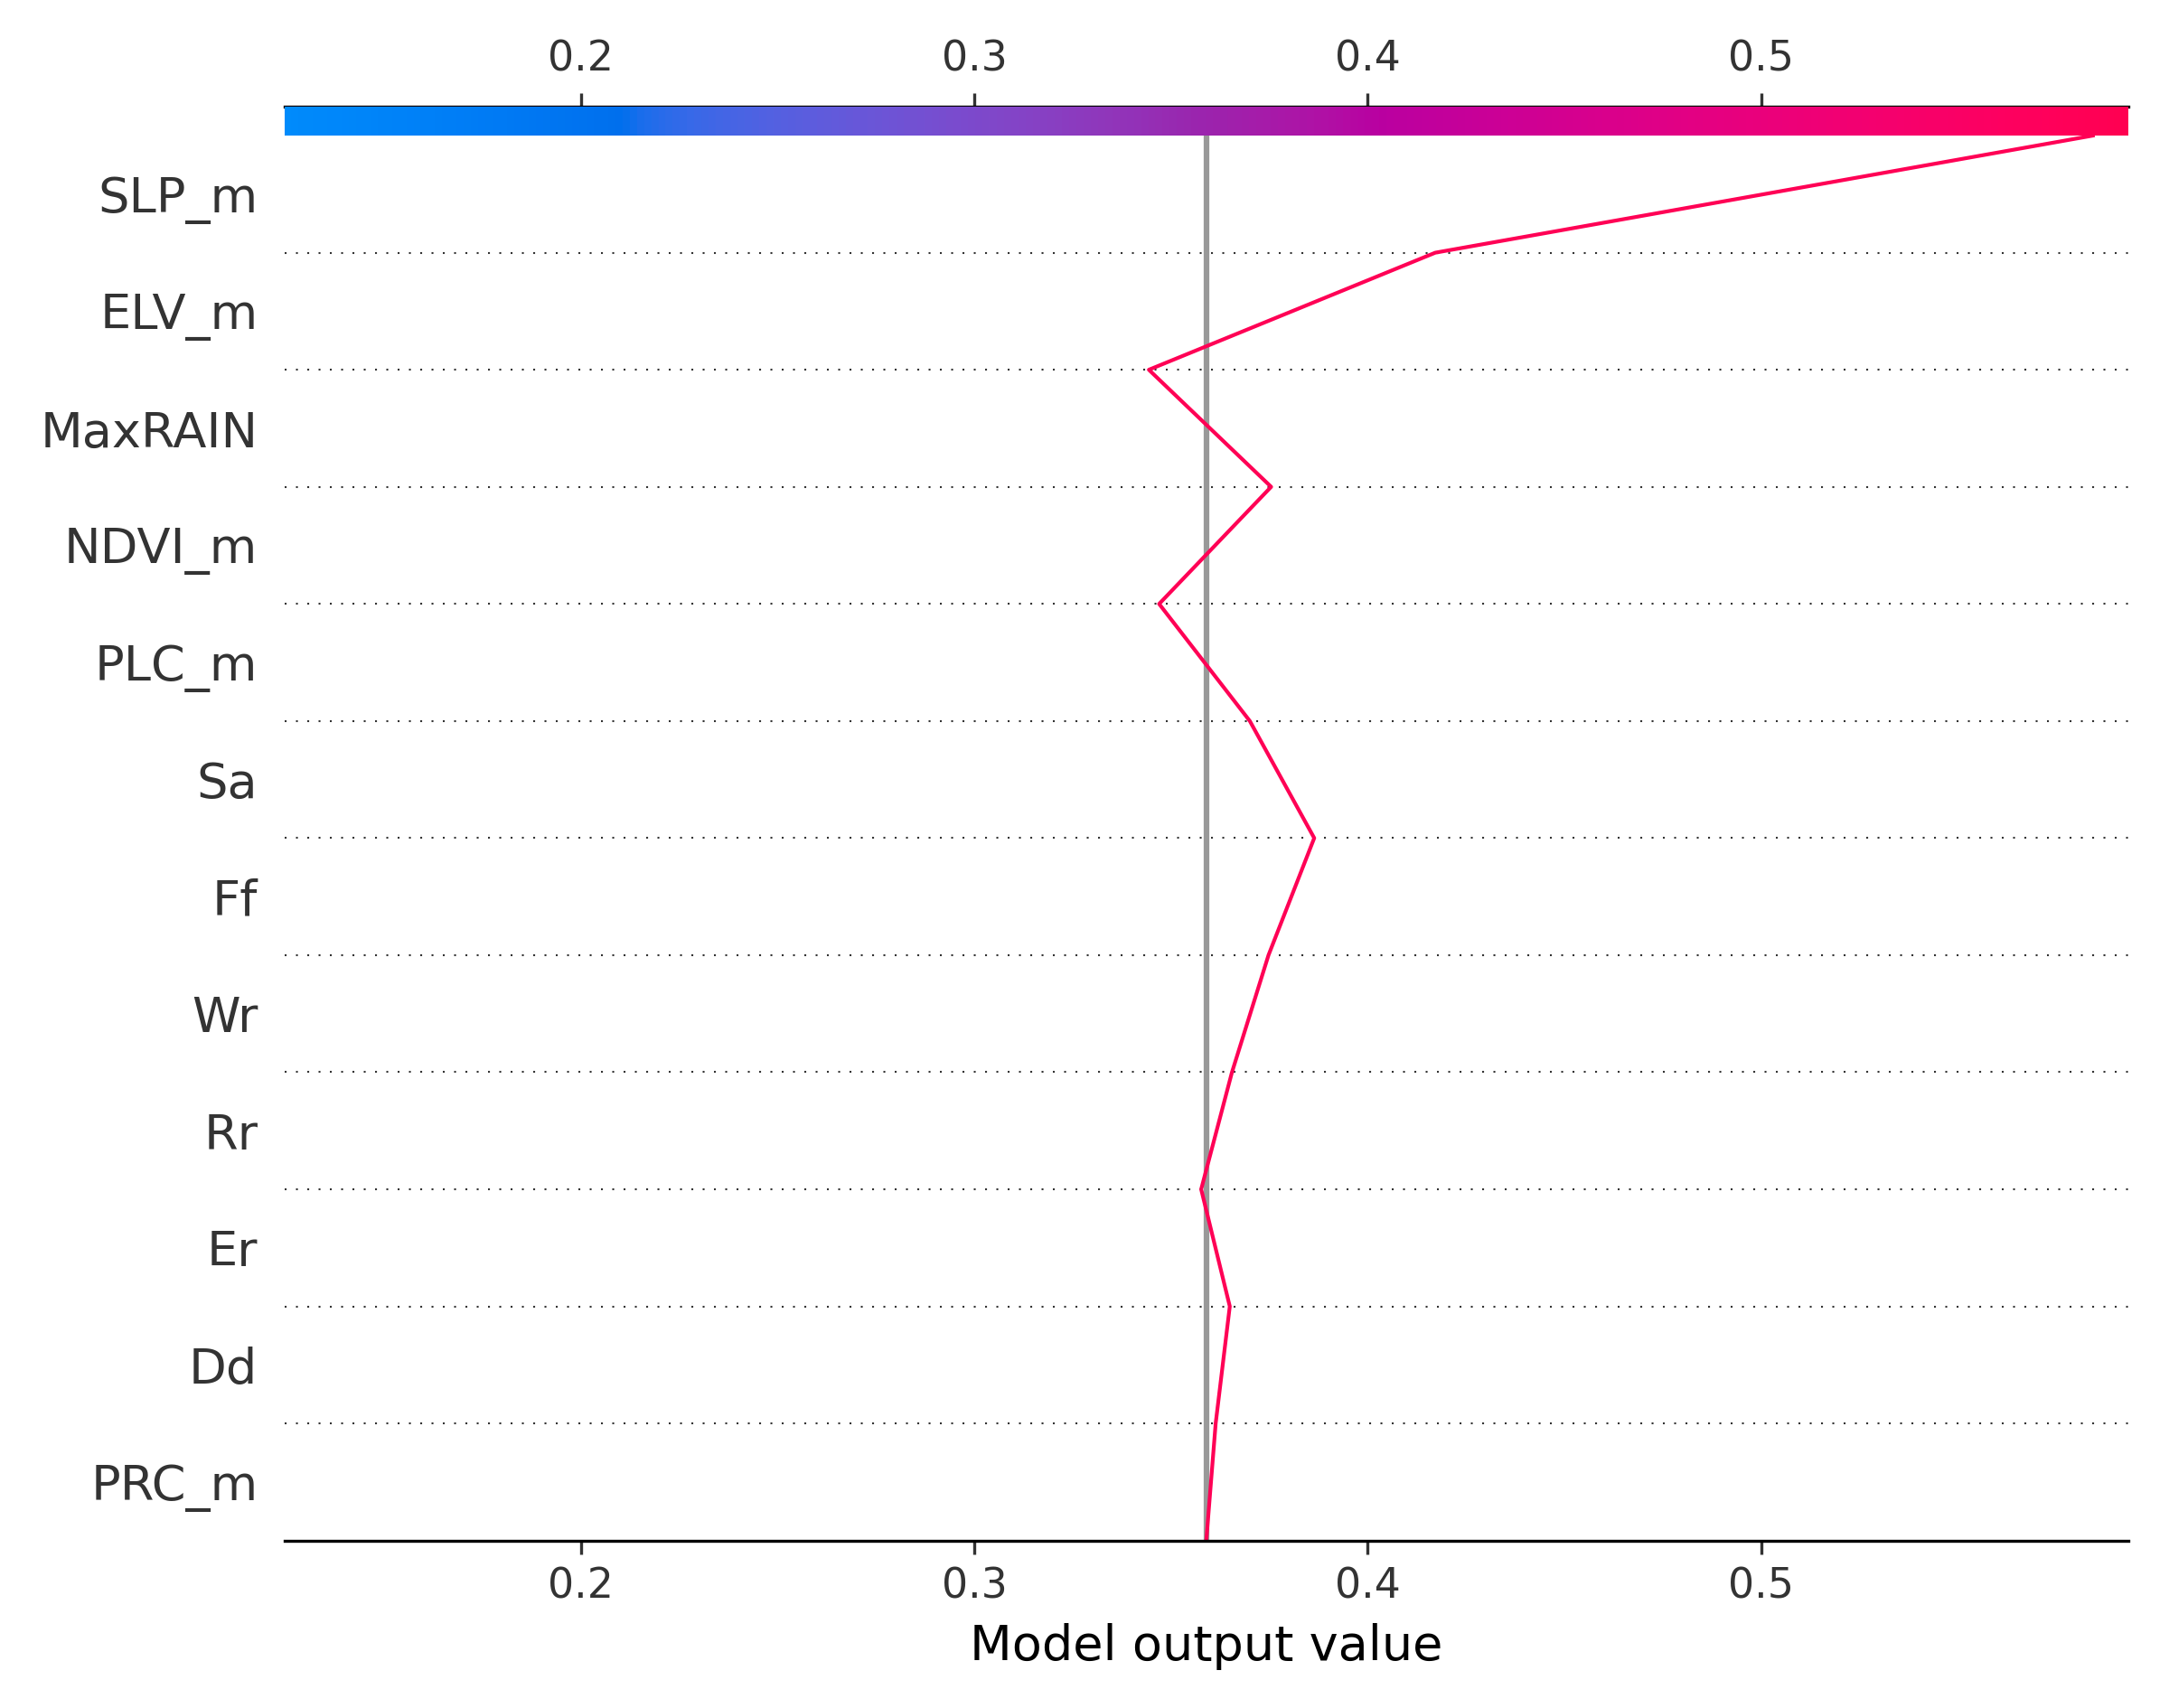 0.2 0.3 0.4 0.5
SLP_m
ELV_m
MaxRAIN
NDVI_m
PLC_m
Sa
Ff
Wr
Rr
Er
Dd
PRC_m
0.2 0.3 0.4 0.5
Model output value